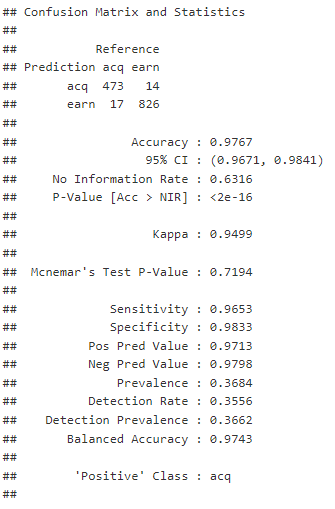 ## Confusion Matrix and Statistics
##
##           Reference
## Prediction acq earn
##       acq  473   14
##       earn  17  826
##
##                Accuracy : 0.9767
##                  95% CI : (0.9671, 0.9841)
##     No Information Rate : 0.6316
##     P-Value [Acc > NIR] : <2e-16
##
##                   Kappa : 0.9499
##
##  Mcnemar's Test P-Value : 0.7194
##
##             Sensitivity : 0.9653
##             Specificity : 0.9833
##          Pos Pred Value : 0.9713
##          Neg Pred Value : 0.9798
##              Prevalence : 0.3684
##          Detection Rate : 0.3556
##    Detection Prevalence : 0.3662
##       Balanced Accuracy : 0.9743
##
##        'Positive' Class : acq
##